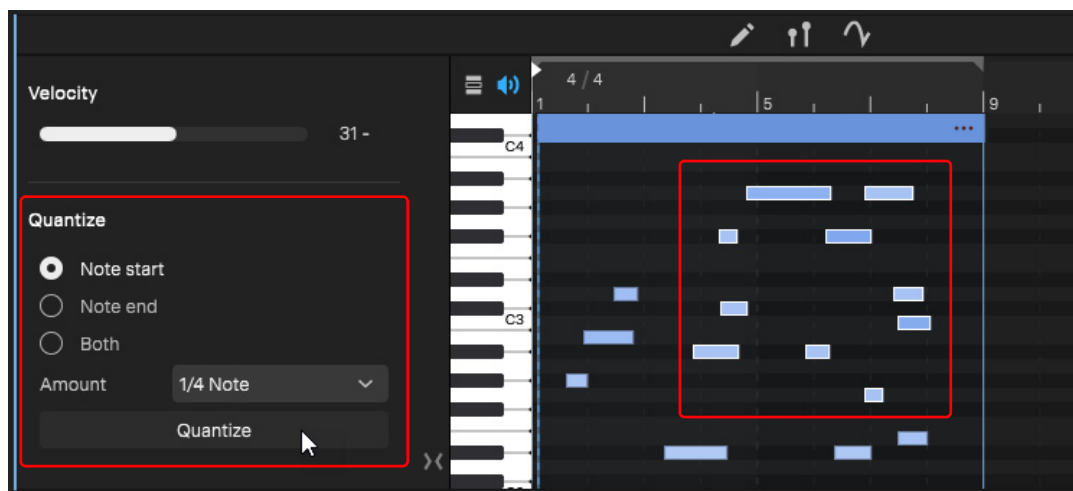 Velocity
31 -
Quantize
Note start
Note end
Both
Amount 1/4 Note
Quantize
4 / 4
1 5 9
C4
C3